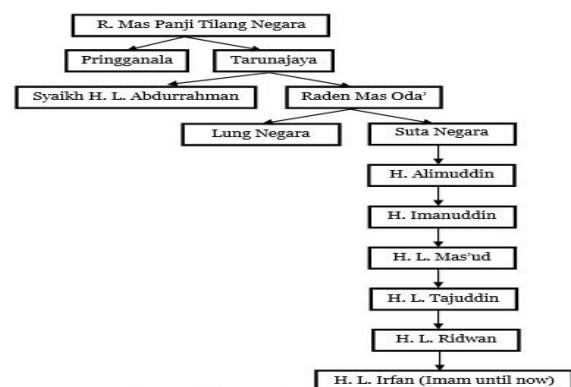 R. Mas Panji Tilang Negara
Pringganala
Tarunajaya
Syaikh H. L. Abdurrahman
Raden Mas Oda’
Lung Negara
Suta Negara
H. Alimuddin
H. Imanuddin
H. L. Mas’ud
H. L. Tajuddin
H. L. Ridwan
H. L. Irfan (Imam until now)